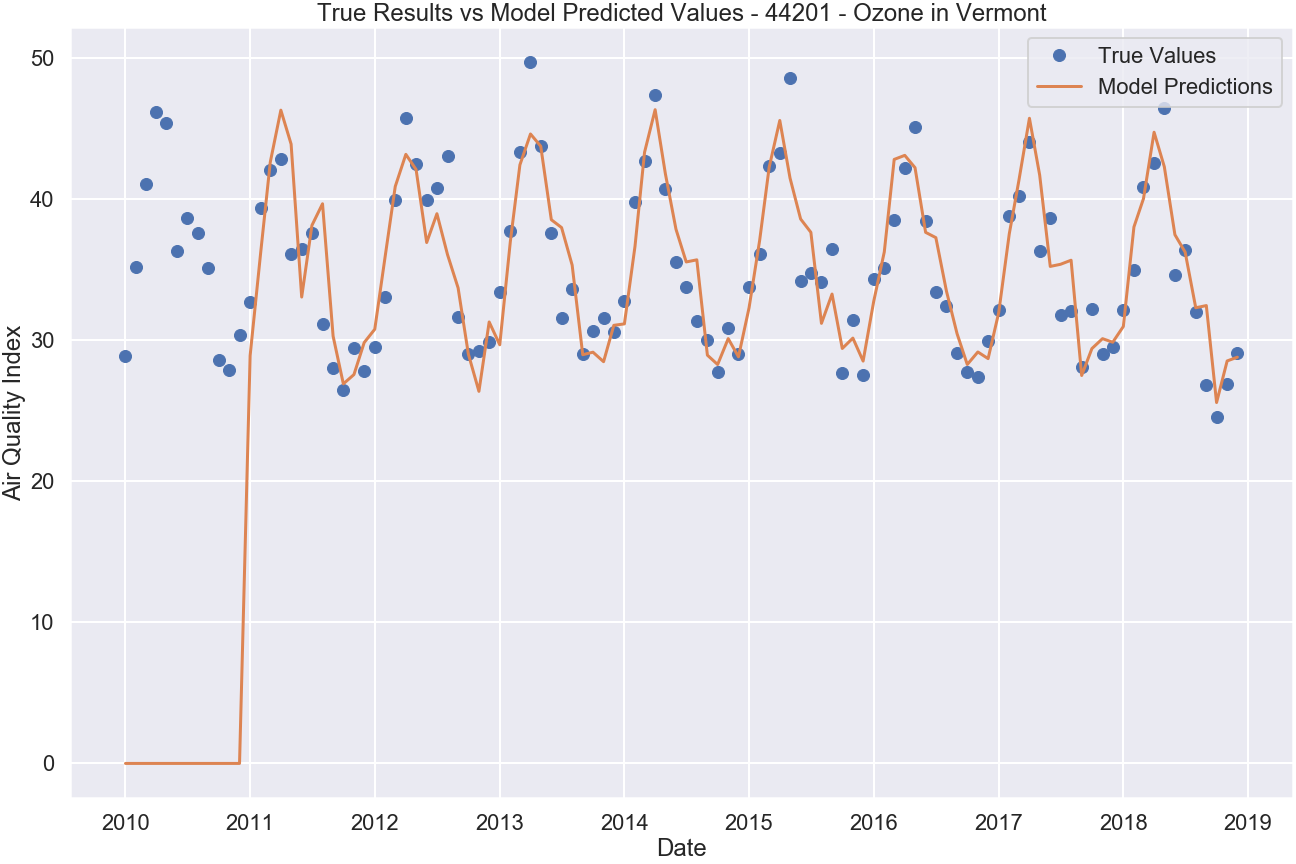 True Results vs Model Predicted Values - 44201 - Ozone in Vermont
True Values
Model Predictions
Air Quality Index
50
40
30
20
10
0
2010 2011 2012 2013 2014 2015 2016 2017 2018 2019
Date